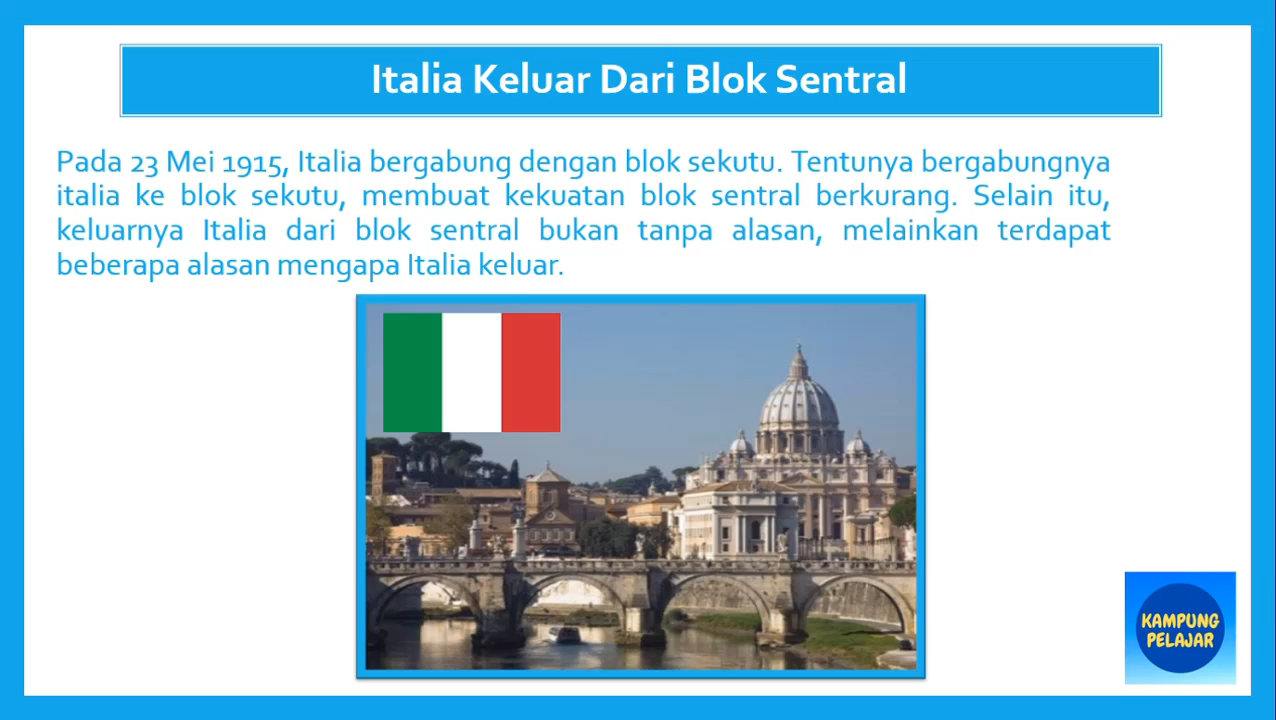 Italia Keluar Dari Blok Sentral
Pada 23 Mei 1915, Italia bergabung dengan blok sekutu. Tentunya bergabungnya
italia ke blok sekutu, membuat kekuatan blok sentral berkurang. Selain itu,
keluarnya Italia dari blok sentral bukan tanpa alasan, melainkan terdapat
beberapa alasan mengapa Italia keluar.
KAMPUNG
PELAJAR